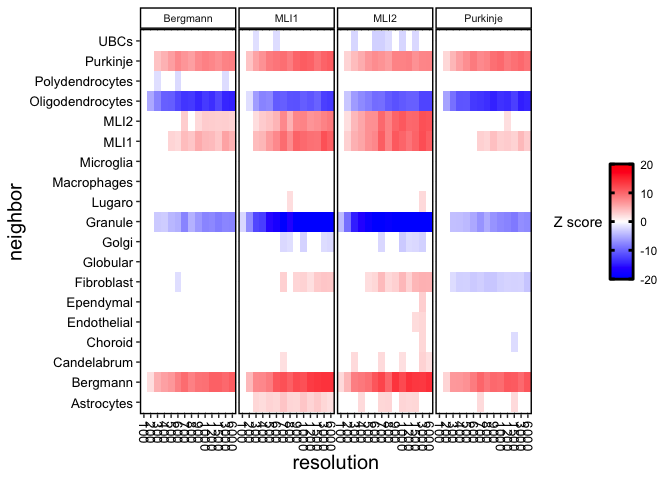 Bergmann MLI1 MLI2 Purkinje
UBCs
Purkinje
Polydendrocytes
Oligodendrocytes
MLI2
MLI1
Microglia
Macrophages
Lugaro
Granule
Golgi
Globular
Fibroblast
Ependymal
Endothelial
Choroid
Candelabrum
Bergmann
Astrocytes
neighbor
resolution
Z score
20
10
0
-10
-20